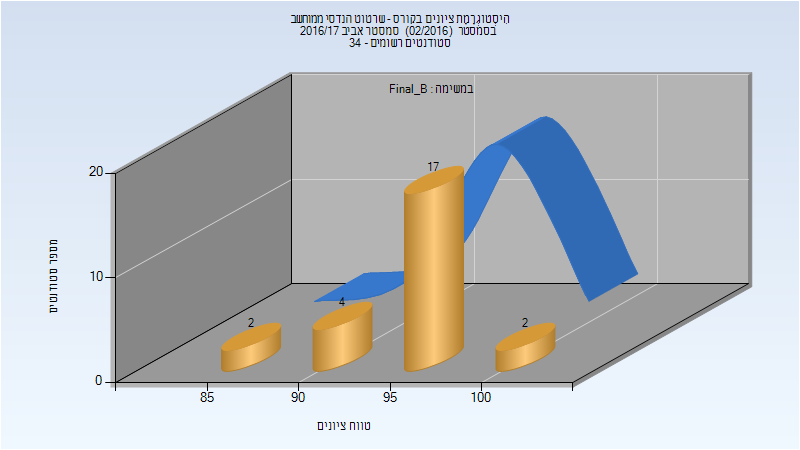 היסטוגרמת ציונים בקורס - שרטוט הנדסי ממוחשב
בסמסטר (02/2016) סמסטר אביב 2016/17
סטודנטים רשומים - 34
במשימה : Final_B
20
10
0
מספר סטודנטים
2
4
17
2
85
90
95
100
טווח ציונים